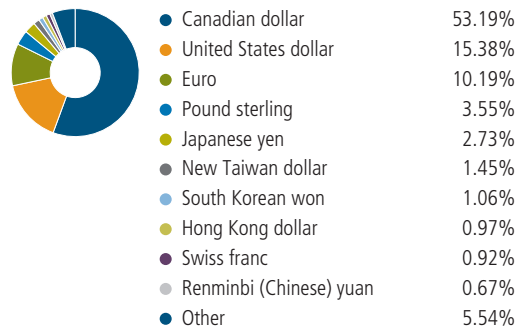 Canadian dollar 53.19%
United States dollar 15.38%
Euro 10.19%
Pound sterling 3.55%
Japanese yen 2.73%
New Taiwan dollar 1.45%
South Korean won 1.06%
Hong Kong dollar 0.97%
Swiss franc 0.92%
Renminbi (Chinese) yuan 0.67%
Other 5.54%